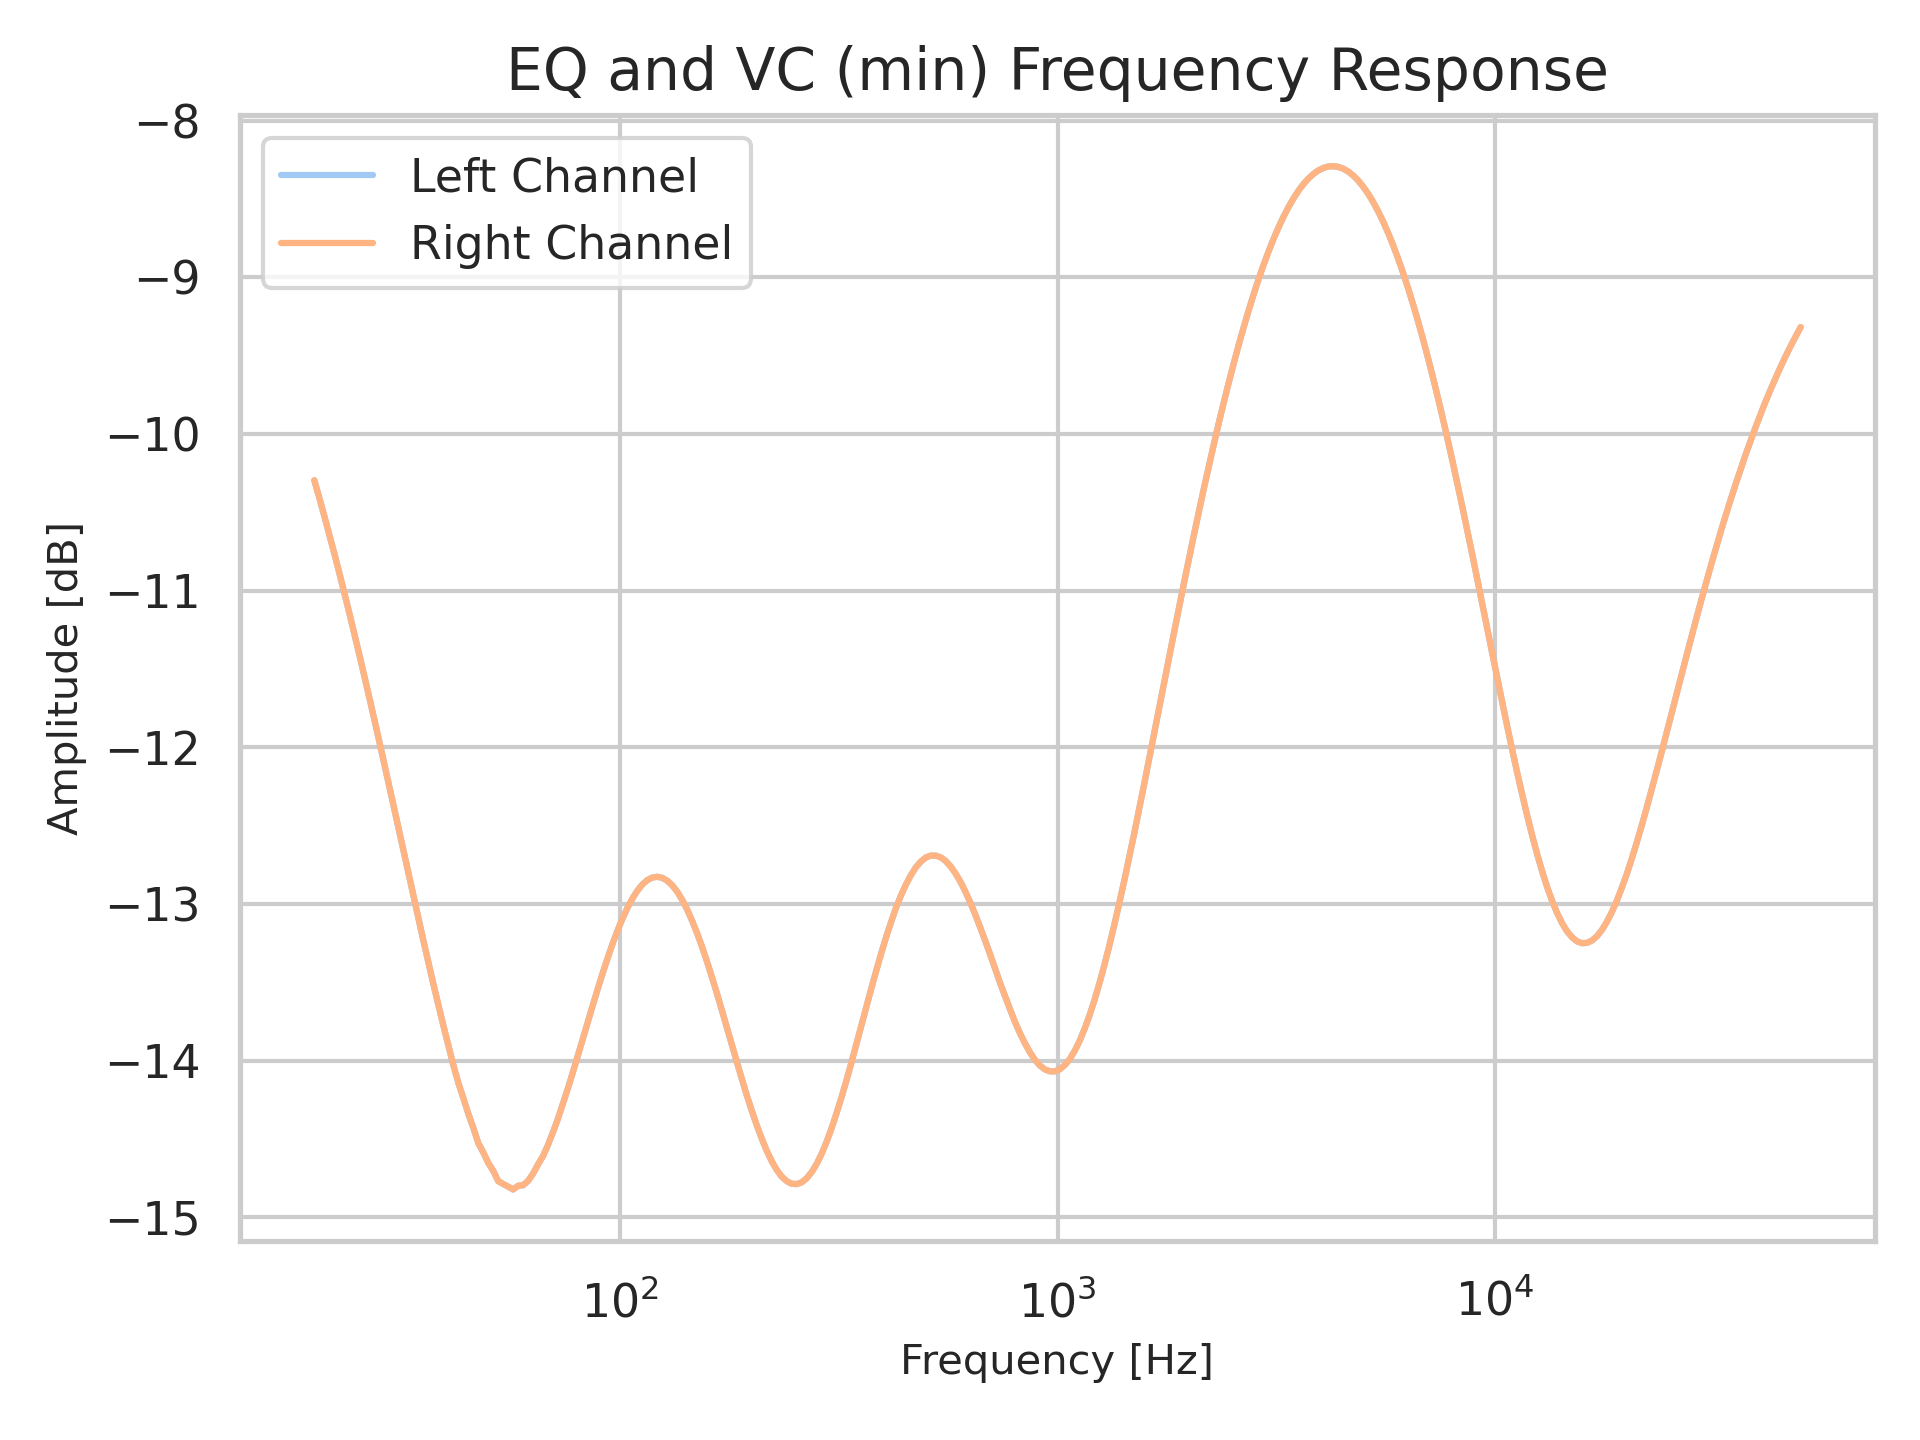 EQ and VC (min) Frequency Response
−8
−9
−10
−11
−12
−13
−14
−15
Amplitude [dB]
Left Channel
Right Channel
10²
10³
10⁴
Frequency [Hz]